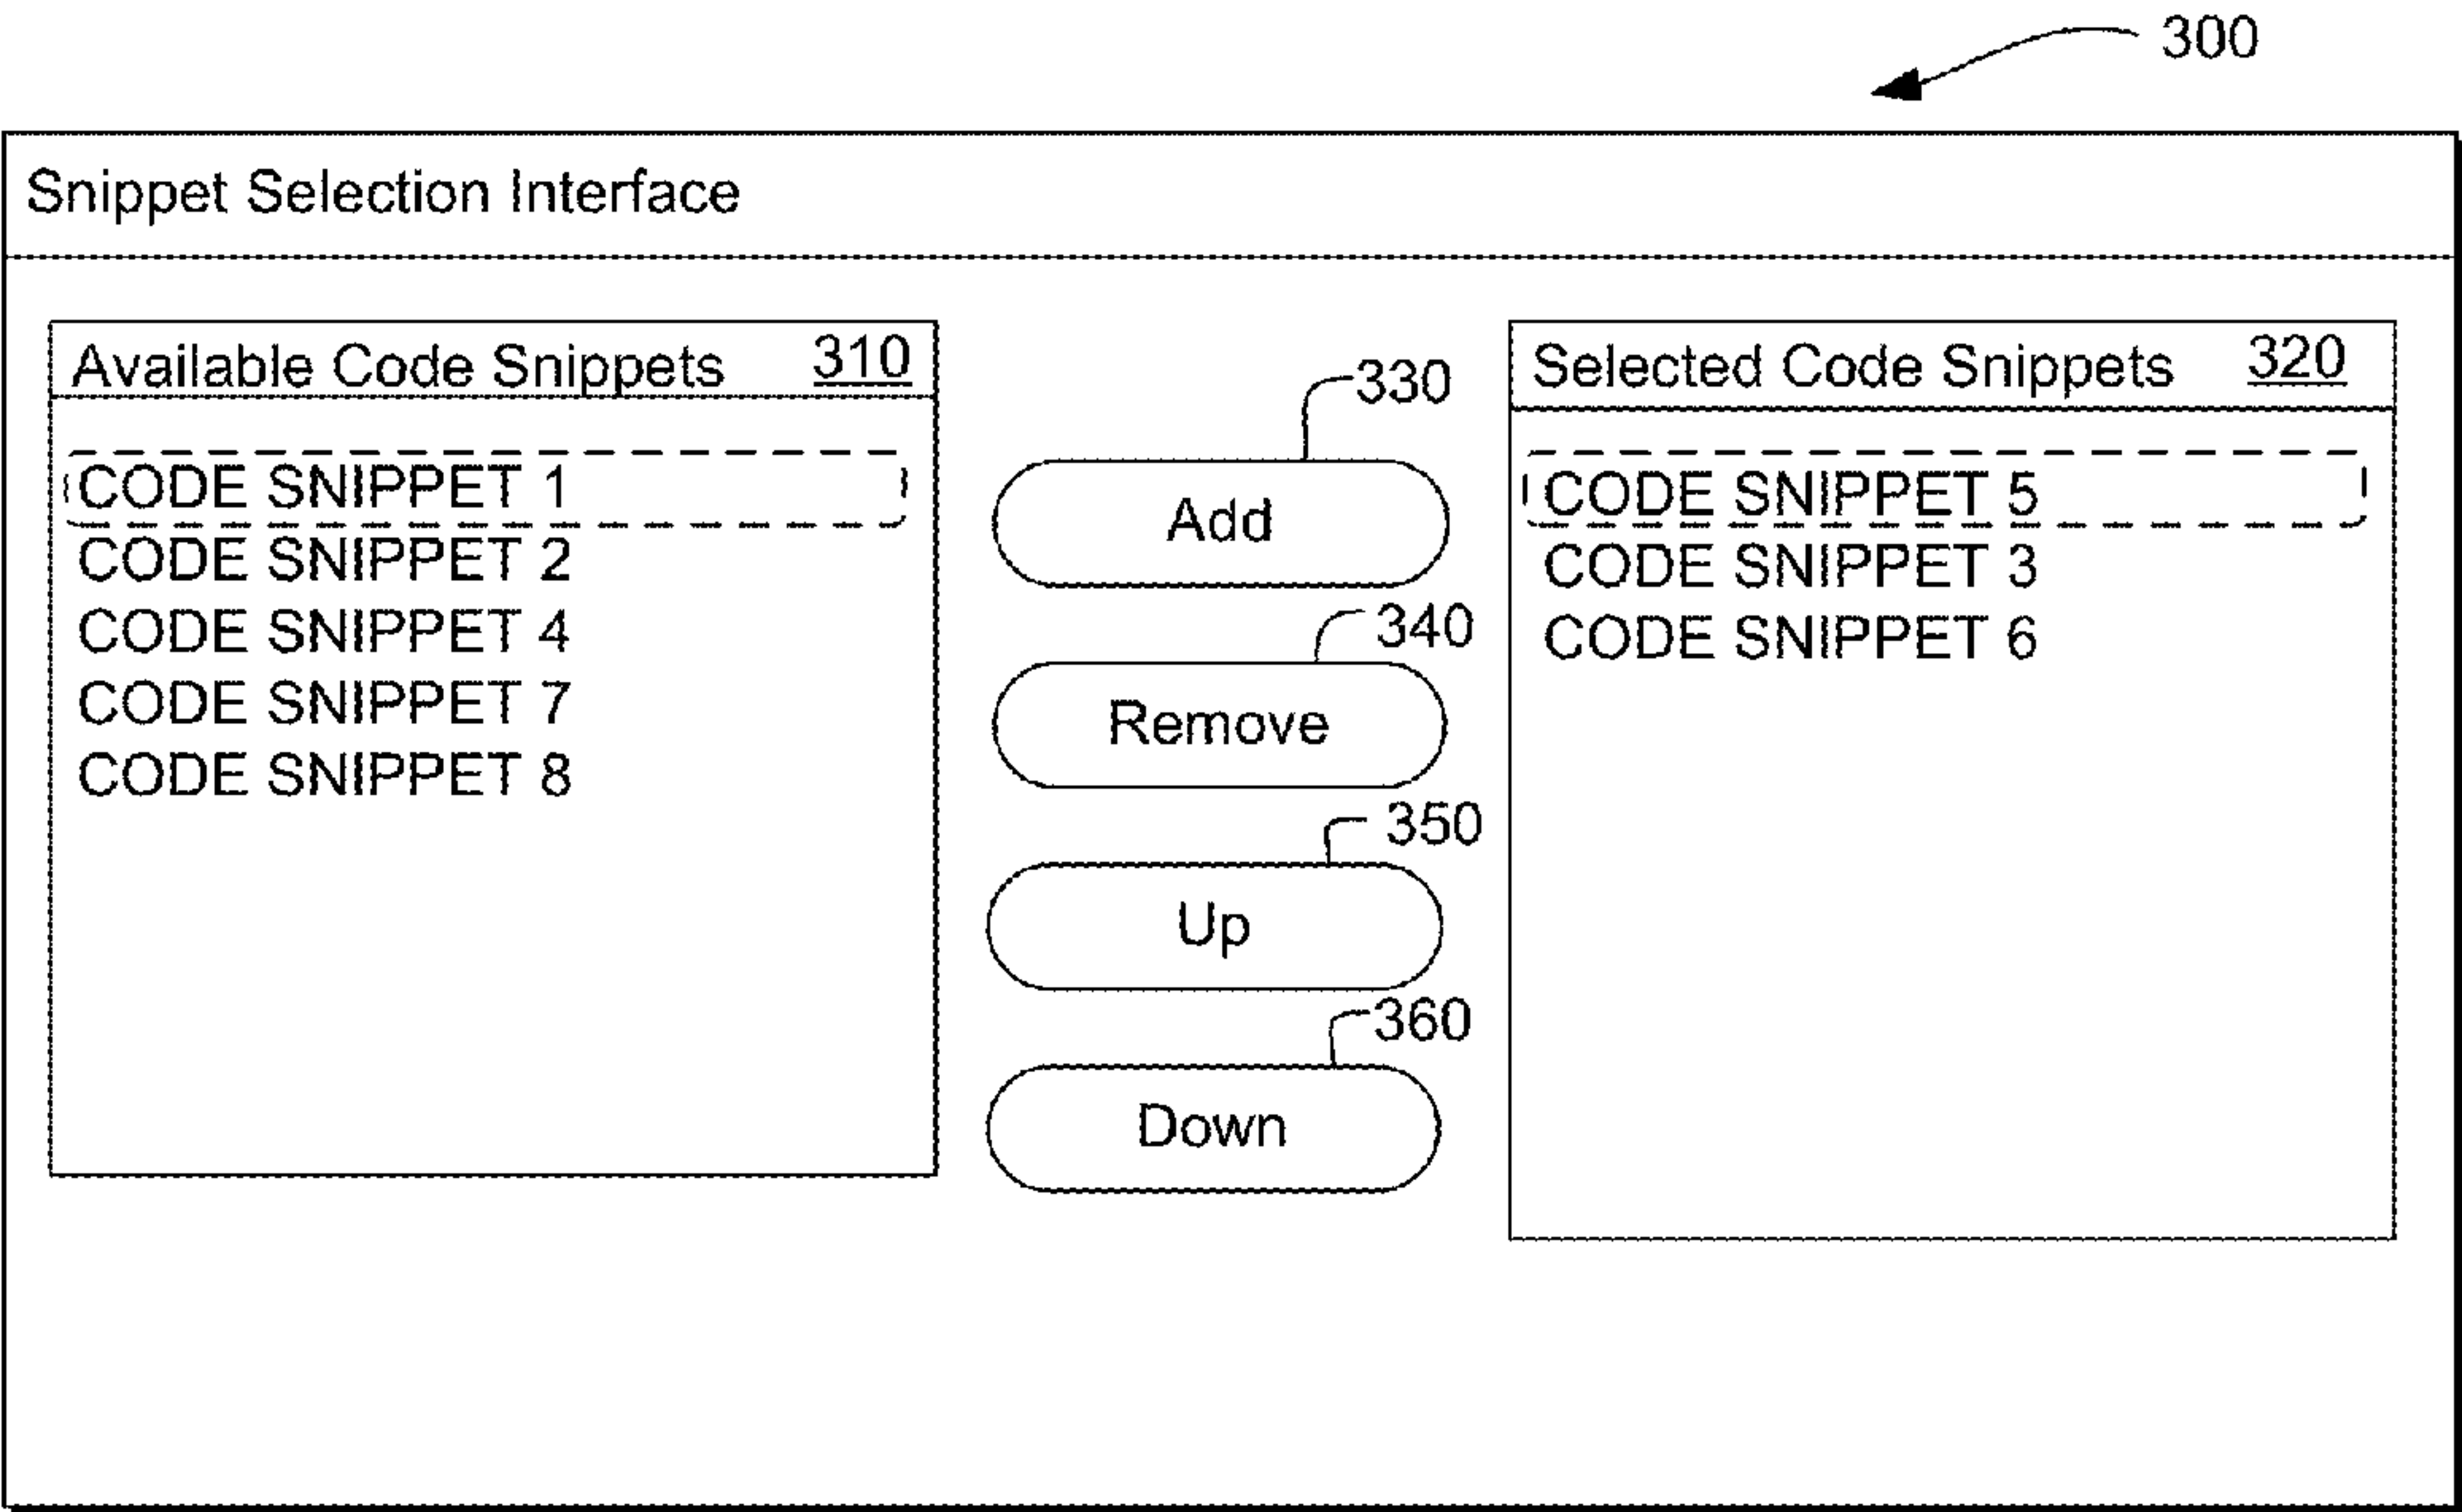 300
Snippet Selection Interface
Available Code Snippets 310
CODE SNIPPET 1
CODE SNIPPET 2
CODE SNIPPET 4
CODE SNIPPET 7
CODE SNIPPET 8
330
Add
340
Remove
350
Up
360
Down
Selected Code Snippets 320
CODE SNIPPET 5
CODE SNIPPET 3
CODE SNIPPET 6